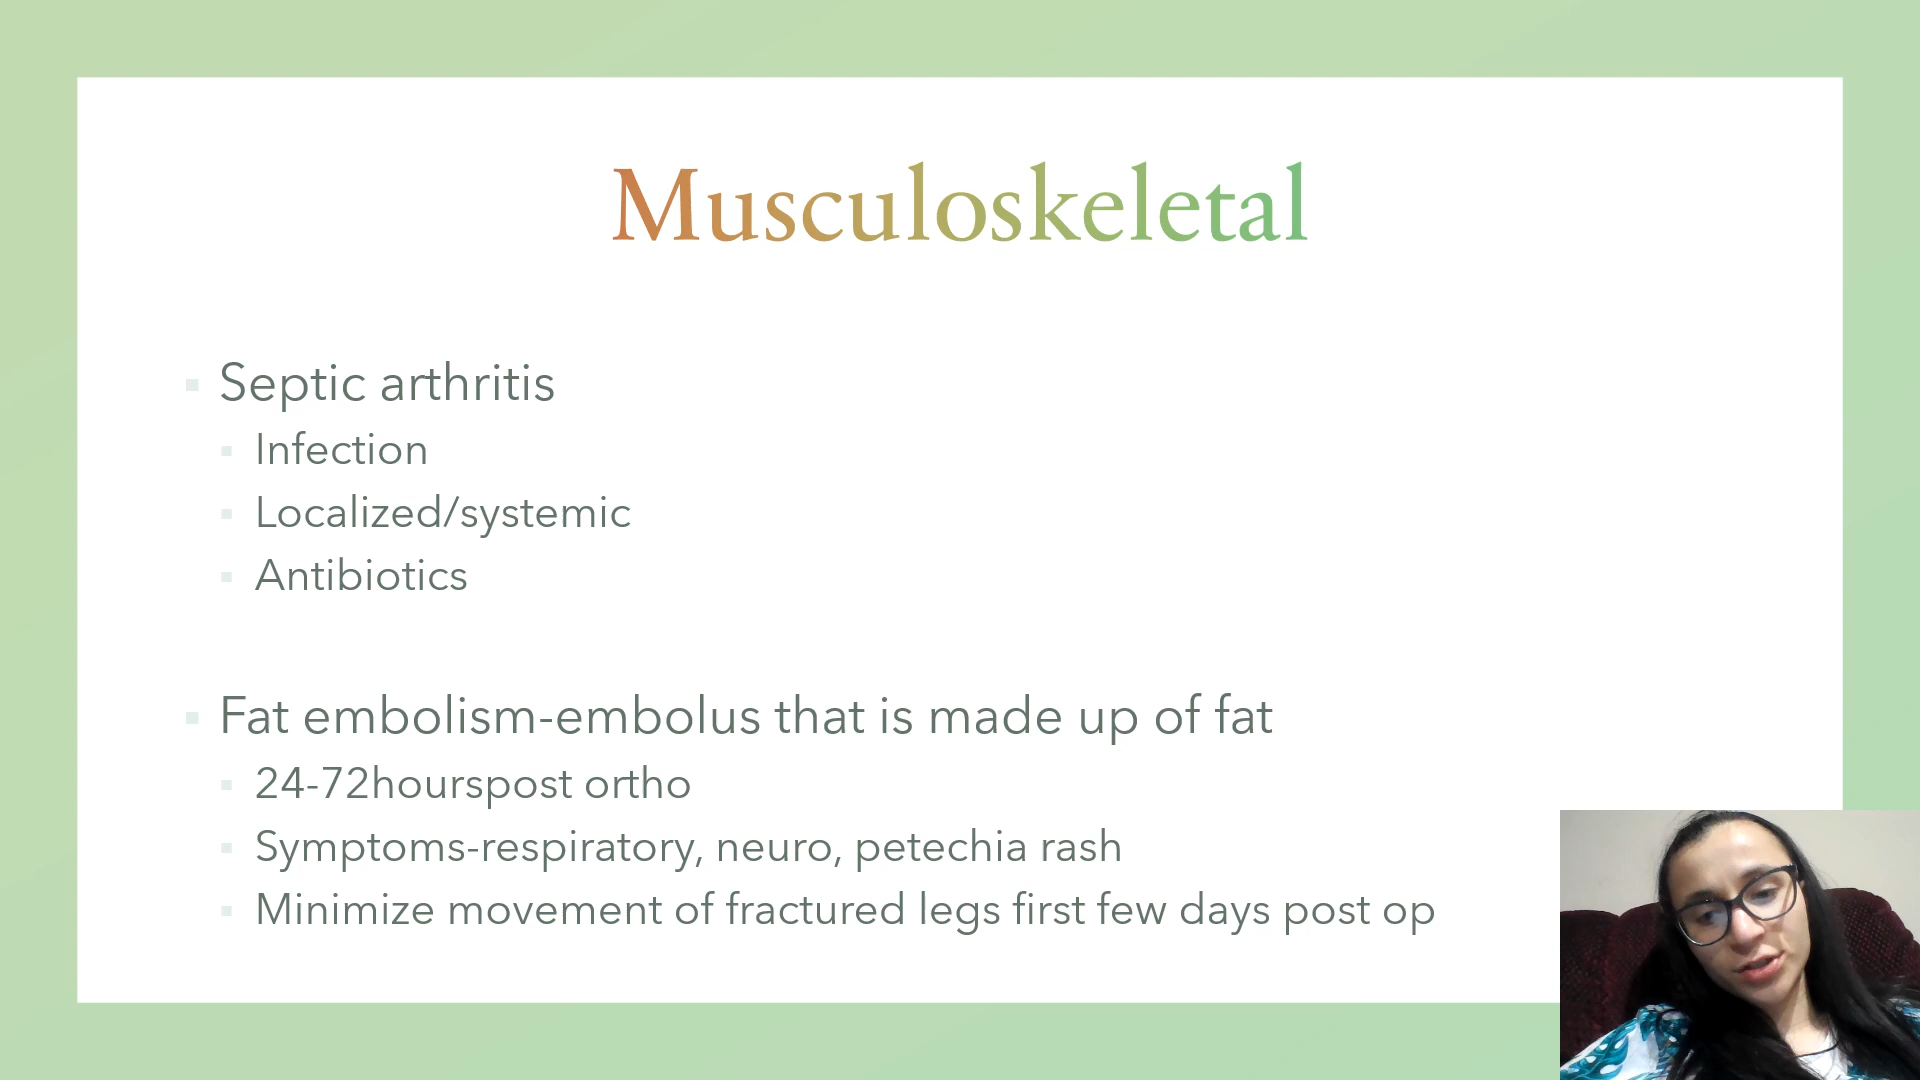 Musculoskeletal
Septic arthritis
Infection
Localized/systemic
Antibiotics
Fat embolism-embolus that is made up of fat
24-72hourspost ortho
Symptoms-respiratory, neuro, petechia rash
Minimize movement of fractured legs first few days post op